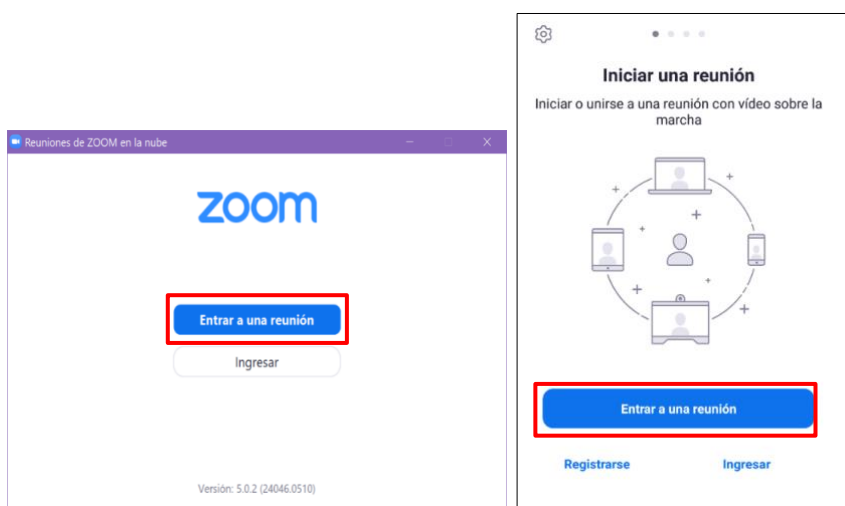 Reuniones de ZOOM en la nube
zoom
Entrar a una reunión
Ingresar
Versión: 5.0.2 (24046.0510)
Iniciar una reunión
Iniciar o unirse a una reunión con vídeo sobre la
marcha
Entrar a una reunión
Registrarse
Ingresar